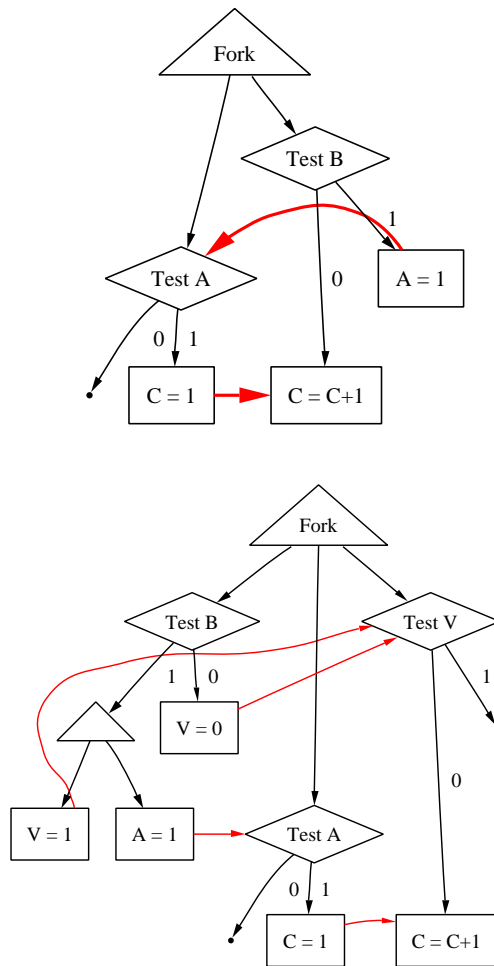 Fork
Test B
1
Test A
A = 1
0
0 1
C = 1 C = C+1
Fork
Test B Test V
1 0
1
V = 0
0
V = 1 A = 1 Test A
0 1
C = 1 C = C+1